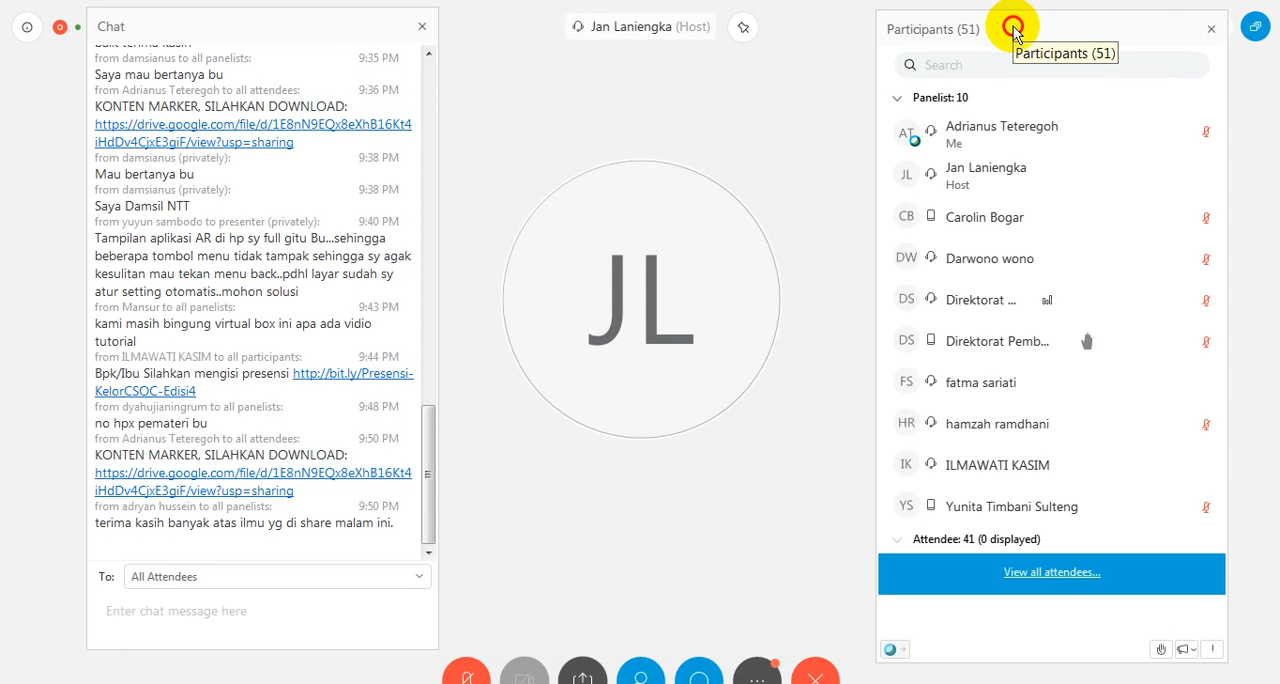 Chat
from damsianus to all panelists: 9:35 PM
Saya mau bertanya bu
from Adrianus Teteregoh to all attendees: 9:36 PM
KONTEN MARKER, SILAHKAN DOWNLOAD:
https://drive.google.com/file/d/1E8nN9EQx8eXhB16Kt4
iHdDv4CjxE3giF/view?usp=sharing
from damsianus (privately): 9:38 PM
Mau bertanya bu
from damsianus (privately): 9:38 PM
Saya Damsil NTT
from yuyun sambodo to presenter (privately): 9:40 PM
Tampilan aplikasi AR di hp sy full gitu Bu...sehingga
beberapa tombol menu tidak tampak sehingga sy agak
kesulitan mau tekan menu back..pdhl layar sudah sy
atur setting otomatis..mohon solusi
from Mansur to all panelists: 9:43 PM
kami masih bingung virtual box ini apa ada vidio
tutorial
from ILMAWATI KASIM to all participants: 9:44 PM
Bpk/Ibu Silahkan mengisi presensi http://bit.ly/Presensi-
KelorCSOC-Edisi4
from dyahujianingrum to all panelists: 9:48 PM
no hpx pemateri bu
from Adrianus Teteregoh to all attendees: 9:50 PM
KONTEN MARKER, SILAHKAN DOWNLOAD:
https://drive.google.com/file/d/1E8nN9EQx8eXhB16Kt4
iHdDv4CjxE3giF/view?usp=sharing
from adryan hussein to all panelists: 9:50 PM
terima kasih banyak atas ilmu yg di share malam ini.
To: All Attendees
Enter chat message here
Jan Laniengka (Host)
JL
Participants (51)
Participants (51)
Search
Panelist: 10
AT Adrianus Teteregoh
Me
JL Jan Laniengka
Host
CB Carolin Bogar
DW Darwono wono
DS Direktorat ...
DS Direktorat Pemb...
FS fatma sariati
HR hamzah ramdhani
IK ILMAWATI KASIM
YS Yunita Timbani Sulteng
Attendee: 41 (0 displayed)
View all attendees...